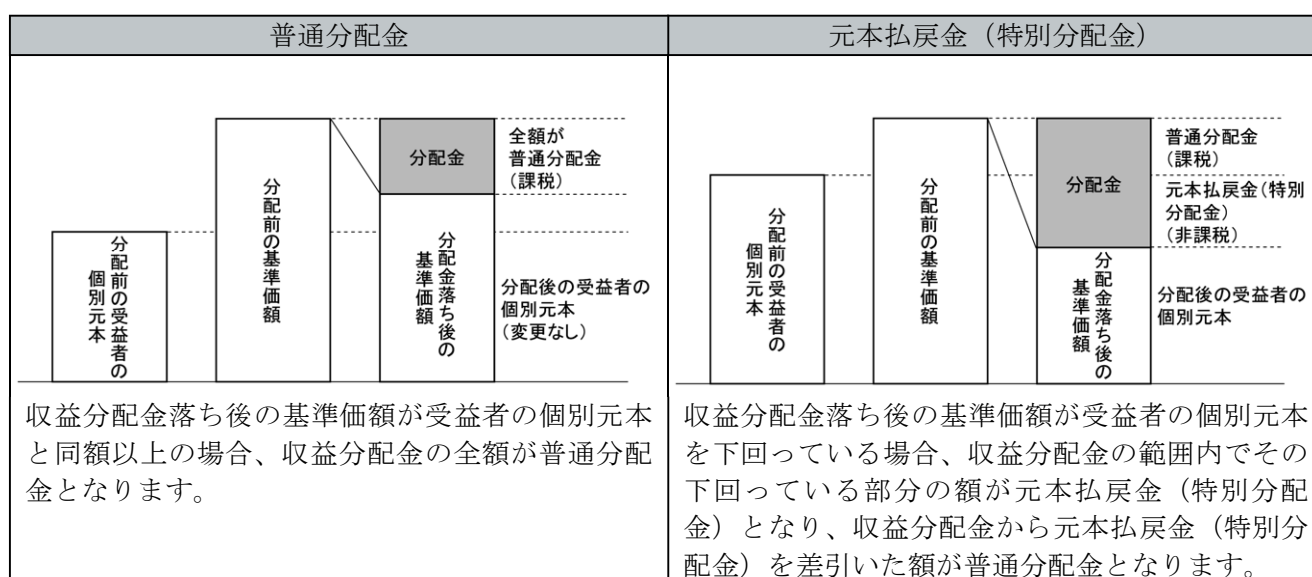 普通分配金
分配前の受益者の
個別元本
分配前の基準価額
分配金
分配金落ち後の
基準価額
全額が
普通分配金
(課税)
分配後の受益者の
個別元本
(変更なし)
収益分配金落ち後の基準価額が受益者の個別元本
と同額以上の場合、収益分配金の全額が普通分配
金となります。
元本払戻金（特別分配金）
分配前の受益者の
個別元本
分配前の基準価額
分配金
分配金落ち後の
基準価額
普通分配金
(課税)
元本払戻金(特別
分配金)
(非課税)
分配後の受益者の
個別元本
収益分配金落ち後の基準価額が受益者の個別元本
を下回っている場合、収益分配金の範囲内でその
下回っている部分の額が元本払戻金（特別分配
金）となり、収益分配金から元本払戻金（特別分
配金）を差引いた額が普通分配金となります。